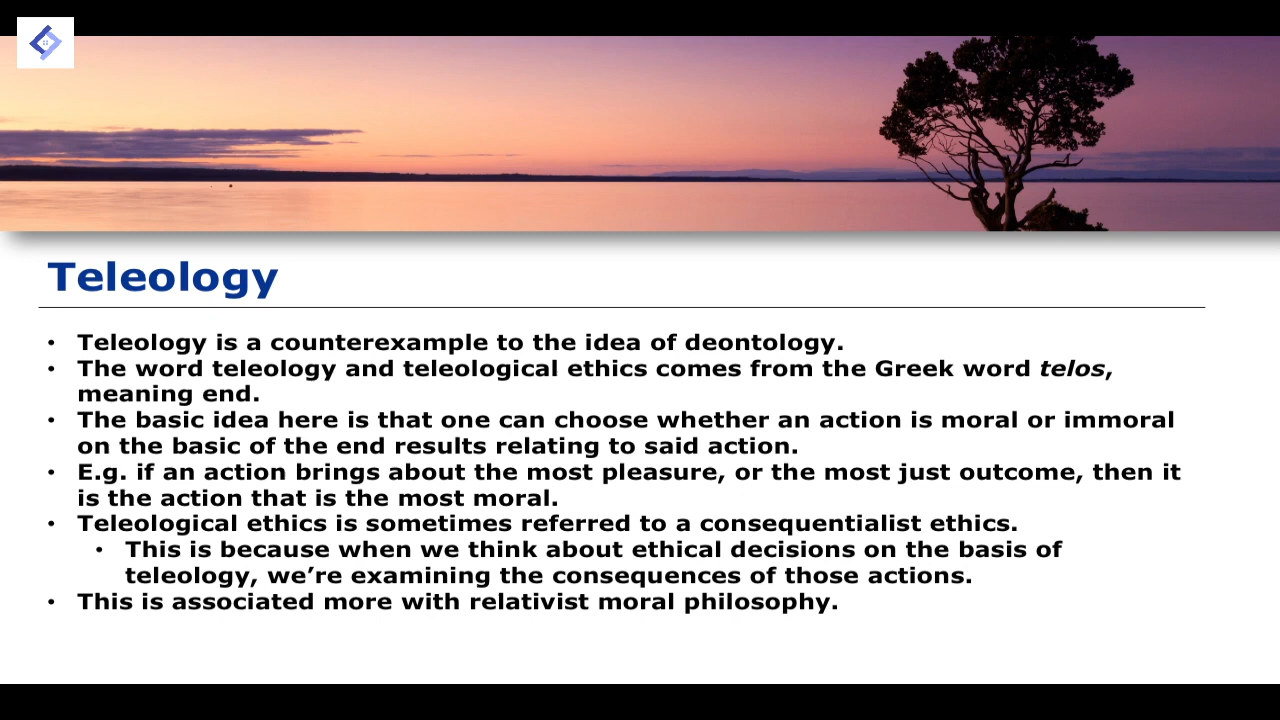 Teleology
• Teleology is a counterexample to the idea of deontology.
• The word teleology and teleological ethics comes from the Greek word telos,
meaning end.
• The basic idea here is that one can choose whether an action is moral or immoral
on the basic of the end results relating to said action.
• E.g. if an action brings about the most pleasure, or the most just outcome, then it
is the action that is the most moral.
• Teleological ethics is sometimes referred to a consequentialist ethics.
• This is because when we think about ethical decisions on the basis of
teleology, we’re examining the consequences of those actions.
• This is associated more with relativist moral philosophy.